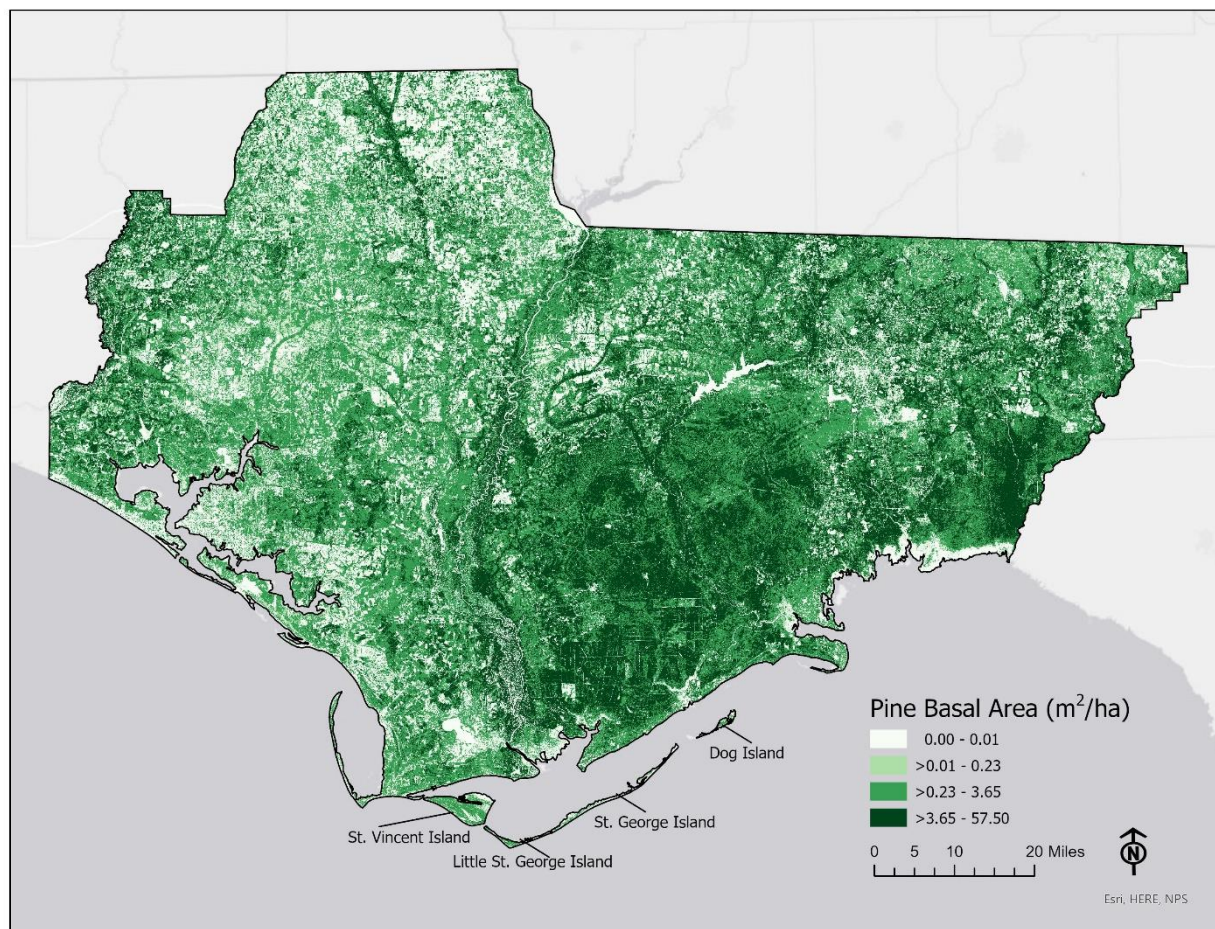 Pine Basal Area (m²/ha)
0.00 - 0.01
>0.01 - 0.23
>0.23 - 3.65
>3.65 - 57.50
Dog Island
St. George Island
St. Vincent Island
Little St. George Island
0 5 10 20 Miles
N
Esri, HERE, NPS